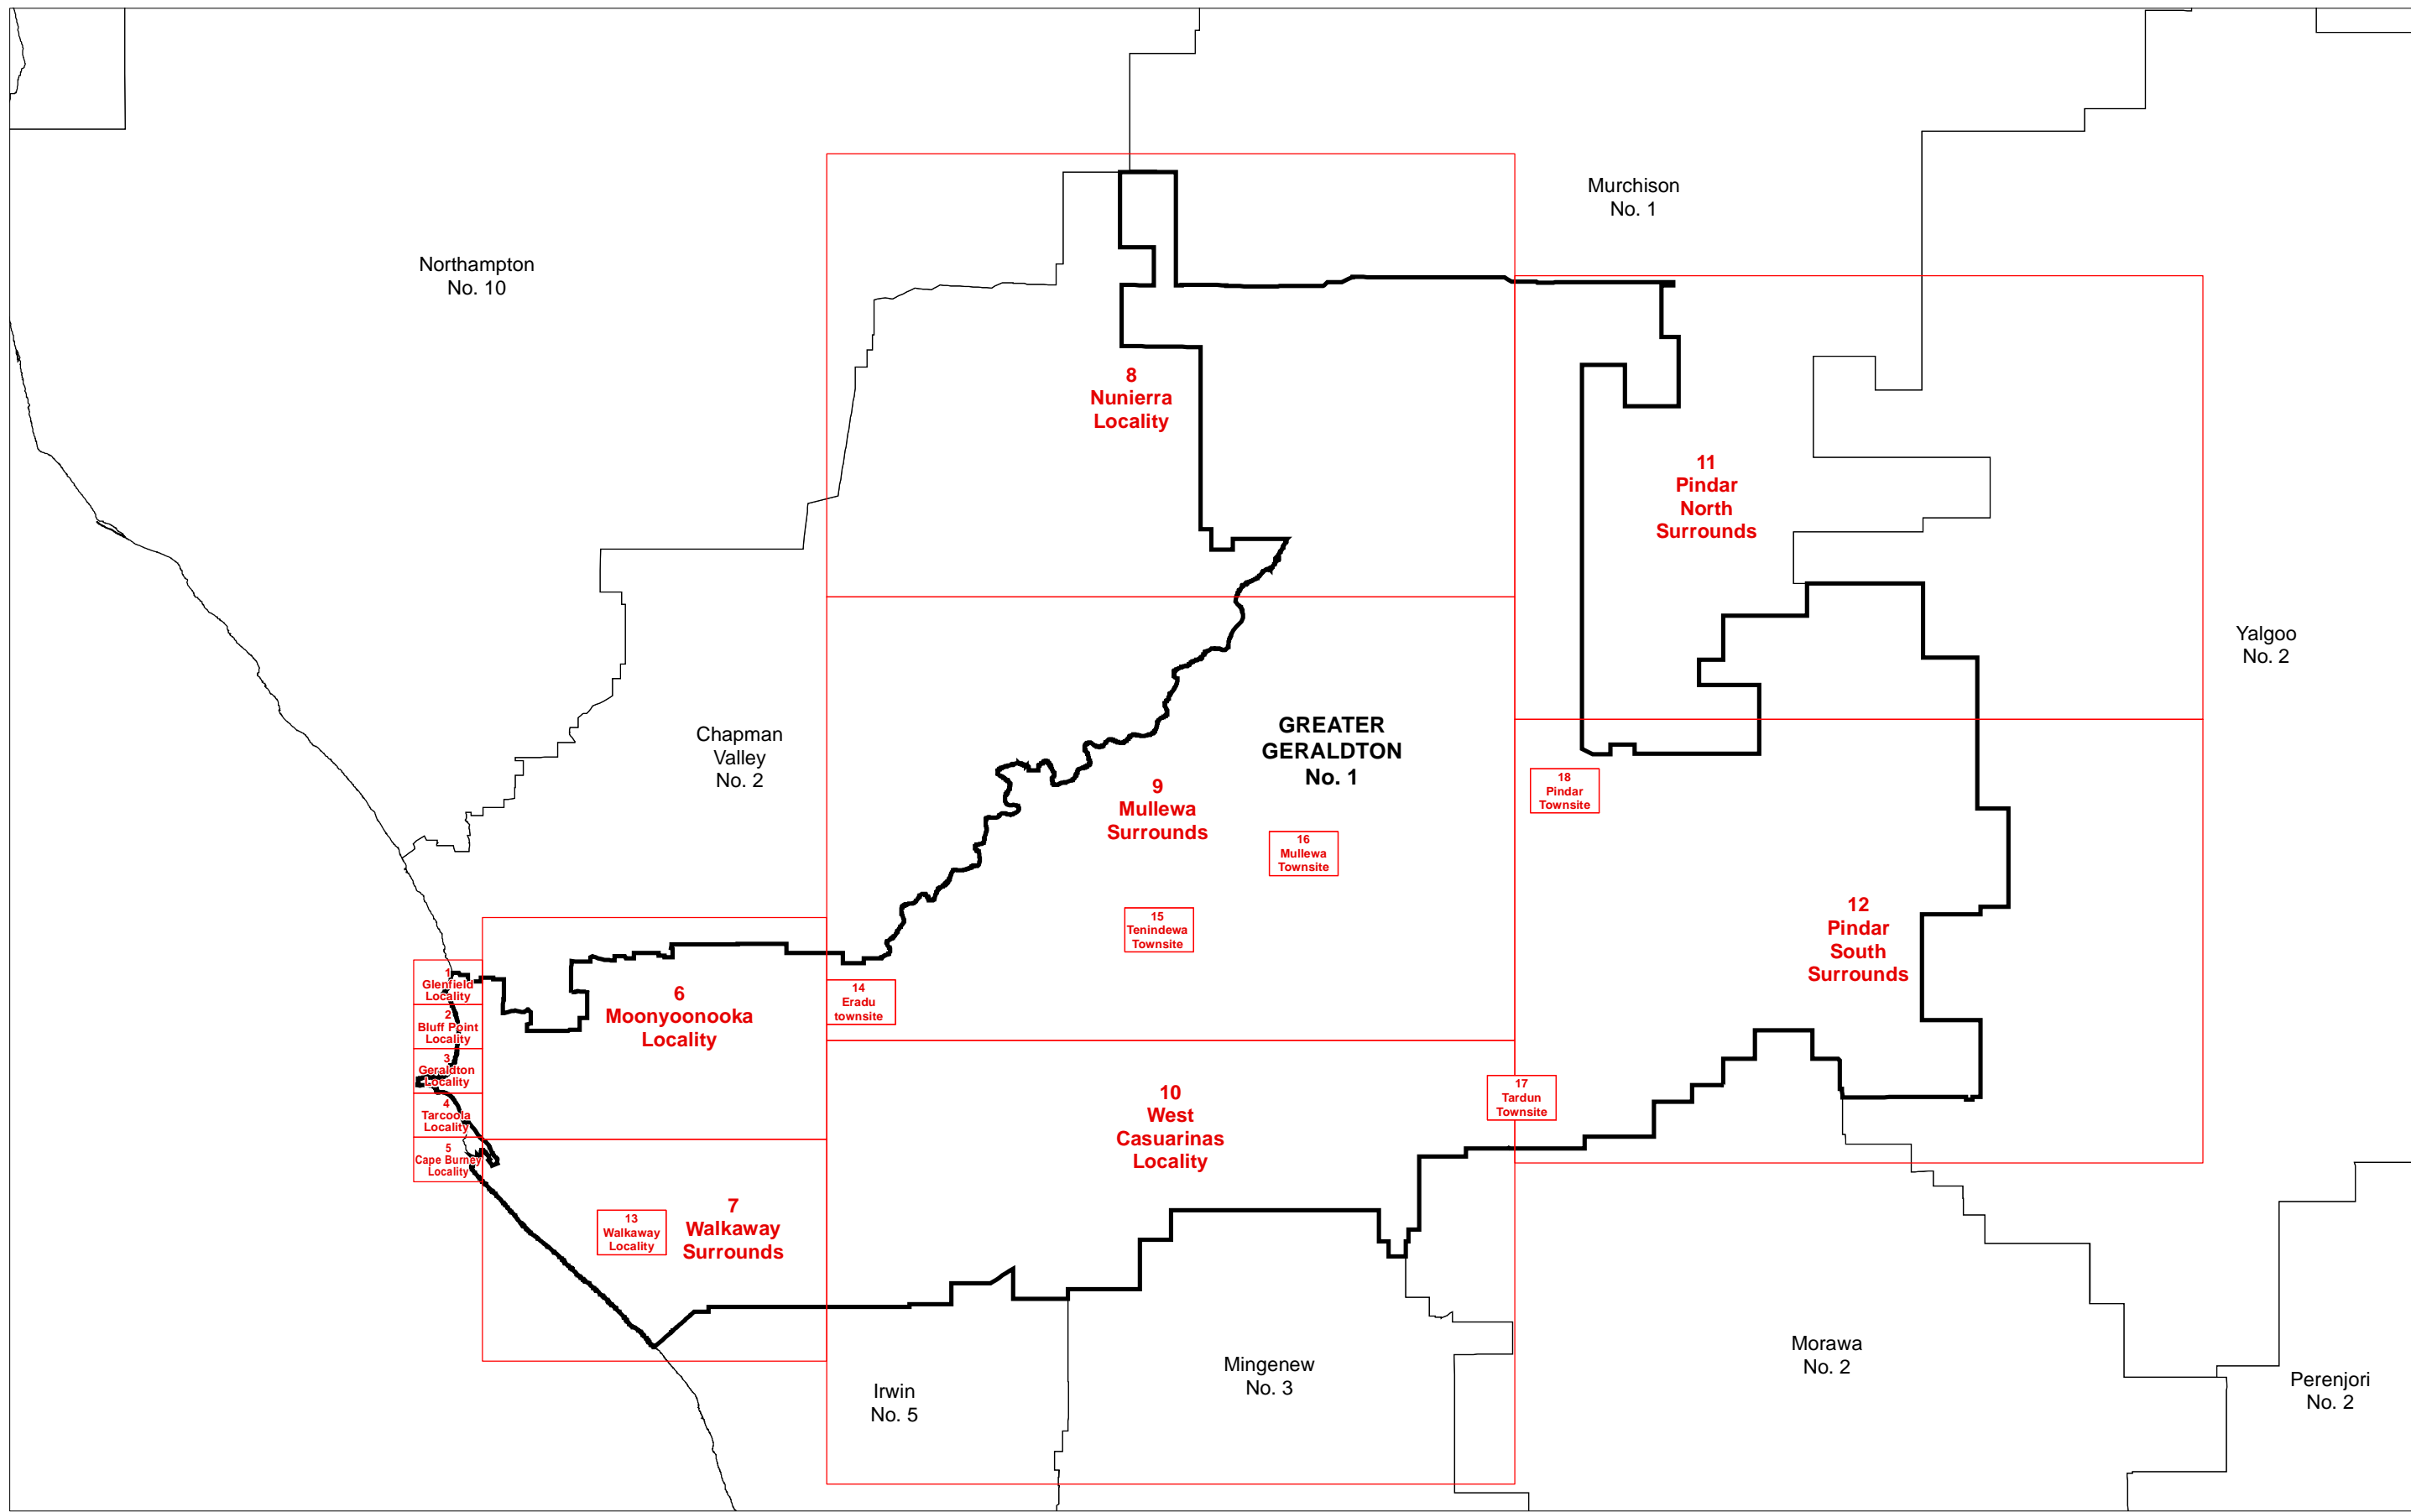 Murchison
No. 1
Northampton
No. 10
8
Nunierra
Locality
11
Pindar
North
Surrounds
Yalgoo
No. 2
Chapman
Valley
No. 2
GREATER
GERALDTON
No. 1
9
Mullewa
Surrounds
18
Pindar
Townsite
16
Mullewa
Townsite
15
Tenindewa
Townsite
12
Pindar
South
Surrounds
1
Glenfield
Locality
2
Bluff Point
Locality
3
Geraldton
Locality
4
Tarcoola
Locality
5
Cape Burney
Locality
6
Moonyoonooka
Locality
14
Eradu
townsite
10
West
Casuarinas
Locality
17
Tardun
Townsite
13
Walkaway
Locality
7
Walkaway
Surrounds
Irwin
No. 5
Mingenew
No. 3
Morawa
No. 2
Perenjori
No. 2